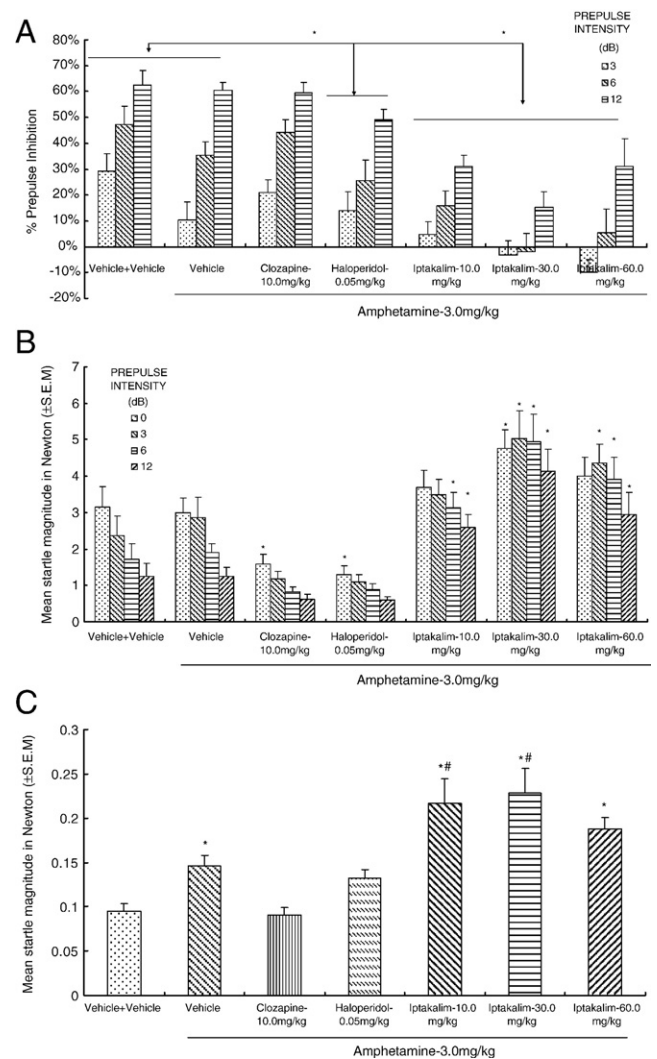 A
PREPULSE
INTENSITY
(dB)
3
6
12
* *
80%
70%
60%
50%
40%
30%
20%
10%
0%
-10%
-20%
% Prepulse Inhibition
Vehicle+Vehicle Vehicle Clozapine- Haloperidol- Iptakalim-10.0 Iptakalim-30.0 Iptakalim-60.0
10.0mg/kg 0.05mg/kg mg/kg mg/kg mg/kg
Amphetamine-3.0mg/kg
B
PREPULSE
INTENSITY
(dB)
0
3
6
12
7
6
5
4
3
2
1
0
Mean startle magnitude in Newton (±S.E.M)
* * * * * * * * * * *
Vehicle+Vehicle Vehicle Clozapine- Haloperidol- Iptakalim-10.0 Iptakalim-30.0 Iptakalim-60.0
10.0mg/kg 0.05mg/kg mg/kg mg/kg mg/kg
Amphetamine-3.0mg/kg
C
0.3
0.25
0.2
0.15
0.1
0.05
0
Mean startle magnitude in Newton (±S.E.M)
* *# *# *
Vehicle+Vehicle Vehicle Clozapine- Haloperidol- Iptakalim-10.0 Iptakalim-30.0 Iptakalim-60.0
10.0mg/kg 0.05mg/kg mg/kg mg/kg mg/kg
Amphetamine-3.0mg/kg